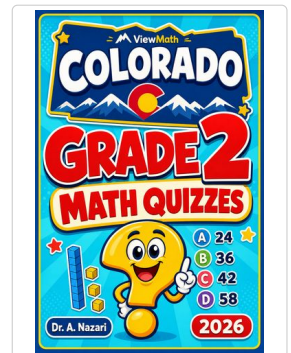 ViewMath
COLORADO
GRADE 2
MATH QUIZZES
A 24
B 36
C 42
D 58
Dr. A. Nazari
2026